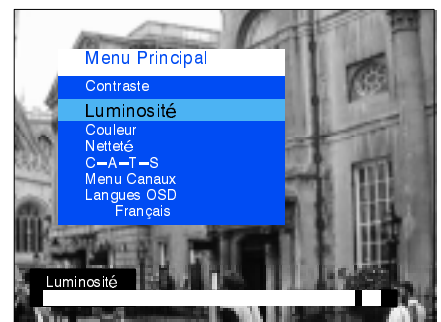 Menu Principal
Contraste
Luminosité
Couleur
Netteté
C-A-T-S
Menu Canaux
Langues OSD
Français
Luminosité